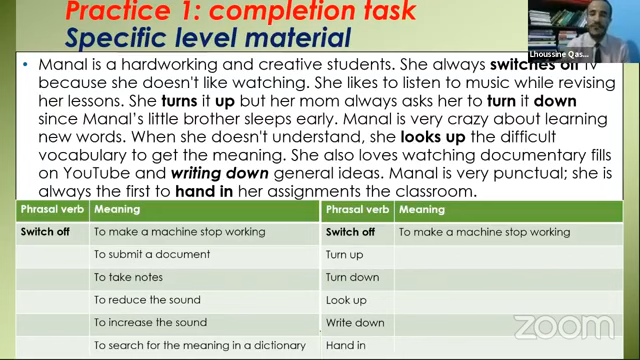 Practice 1: completion task
Specific level material
Lhoussine Qas...
• Manal is a hardworking and creative students. She always switches off TV
because she doesn't like watching. She likes to listen to music while revising
her lessons. She turns it up but her mom always asks her to turn it down
since Manal's little brother sleeps early. Manal is very crazy about learning
new words. When she doesn't understand, she looks up the difficult
vocabulary to get the meaning. She also loves watching documentary fills
on YouTube and writing down general ideas. Manal is very punctual; she is
always the first to hand in her assignments the classroom.
Phrasal verb Meaning Phrasal verb Meaning
Switch off To make a machine stop working Switch off To make a machine stop working
To submit a document Turn up
To take notes Turn down
To reduce the sound Look up
To increase the sound Write down
To search for the meaning in a dictionary Hand in
zoom